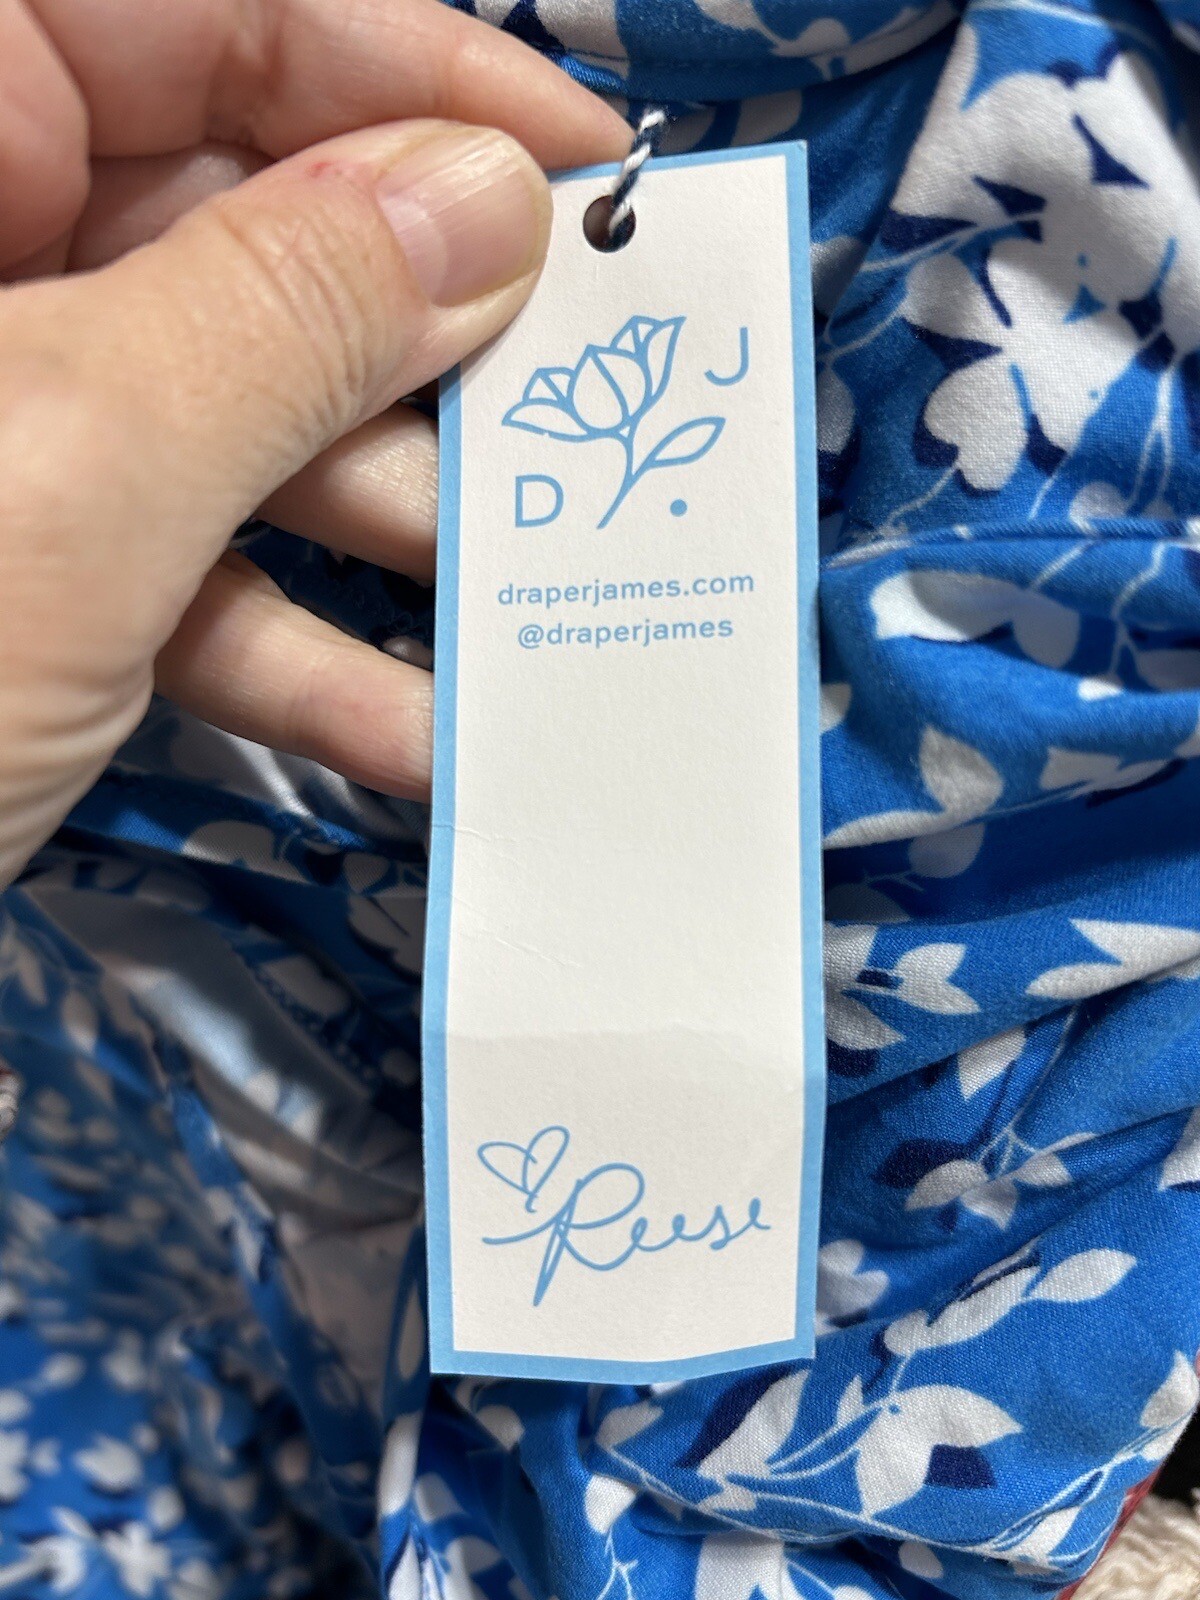 D J .
draperjames.com
@draperjames
Reese